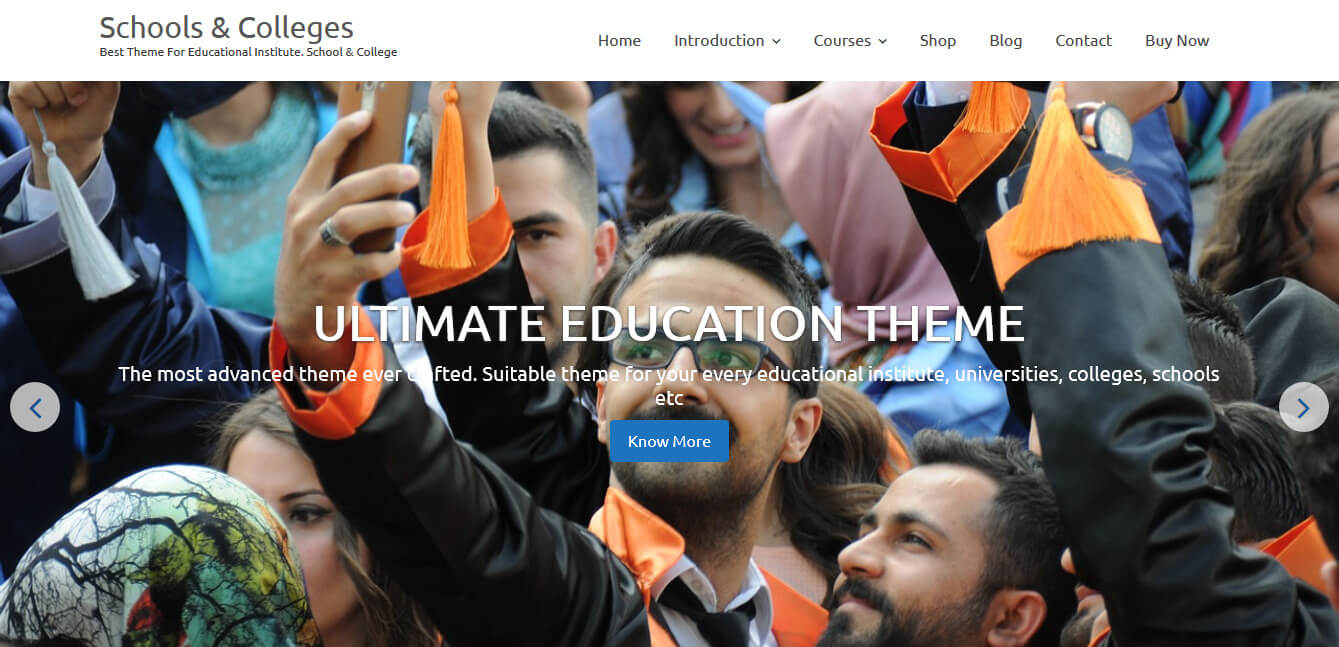 Schools & Colleges
Best Theme For Educational Institute. School & College
Home Introduction Courses Shop Blog Contact Buy Now
ULTIMATE EDUCATION THEME
The most advanced theme ever crafted. Suitable theme for your every educational institute, universities, colleges, schools
etc
Know More